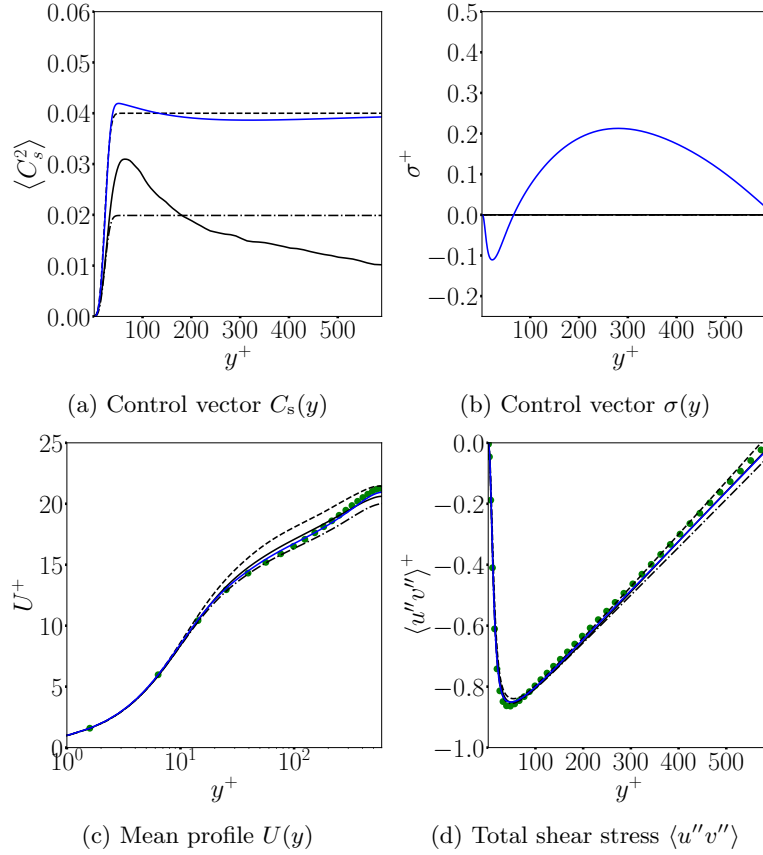 0.06
0.05
0.04
0.03
0.02
0.01
0.00
⟨C_s^2⟩
100 200 300 400 500
y^+
(a) Control vector C_s(y)
0.5
0.4
0.3
0.2
0.1
0.0
−0.1
−0.2
σ^+
100 200 300 400 500
y^+
(b) Control vector σ(y)
25
20
15
10
5
0
U^+
10^0 10^1 10^2
y^+
(c) Mean profile U(y)
0.0
−0.2
−0.4
−0.6
−0.8
−1.0
⟨u′′v′′⟩^+
100 200 300 400 500
y^+
(d) Total shear stress ⟨u′′v′′⟩